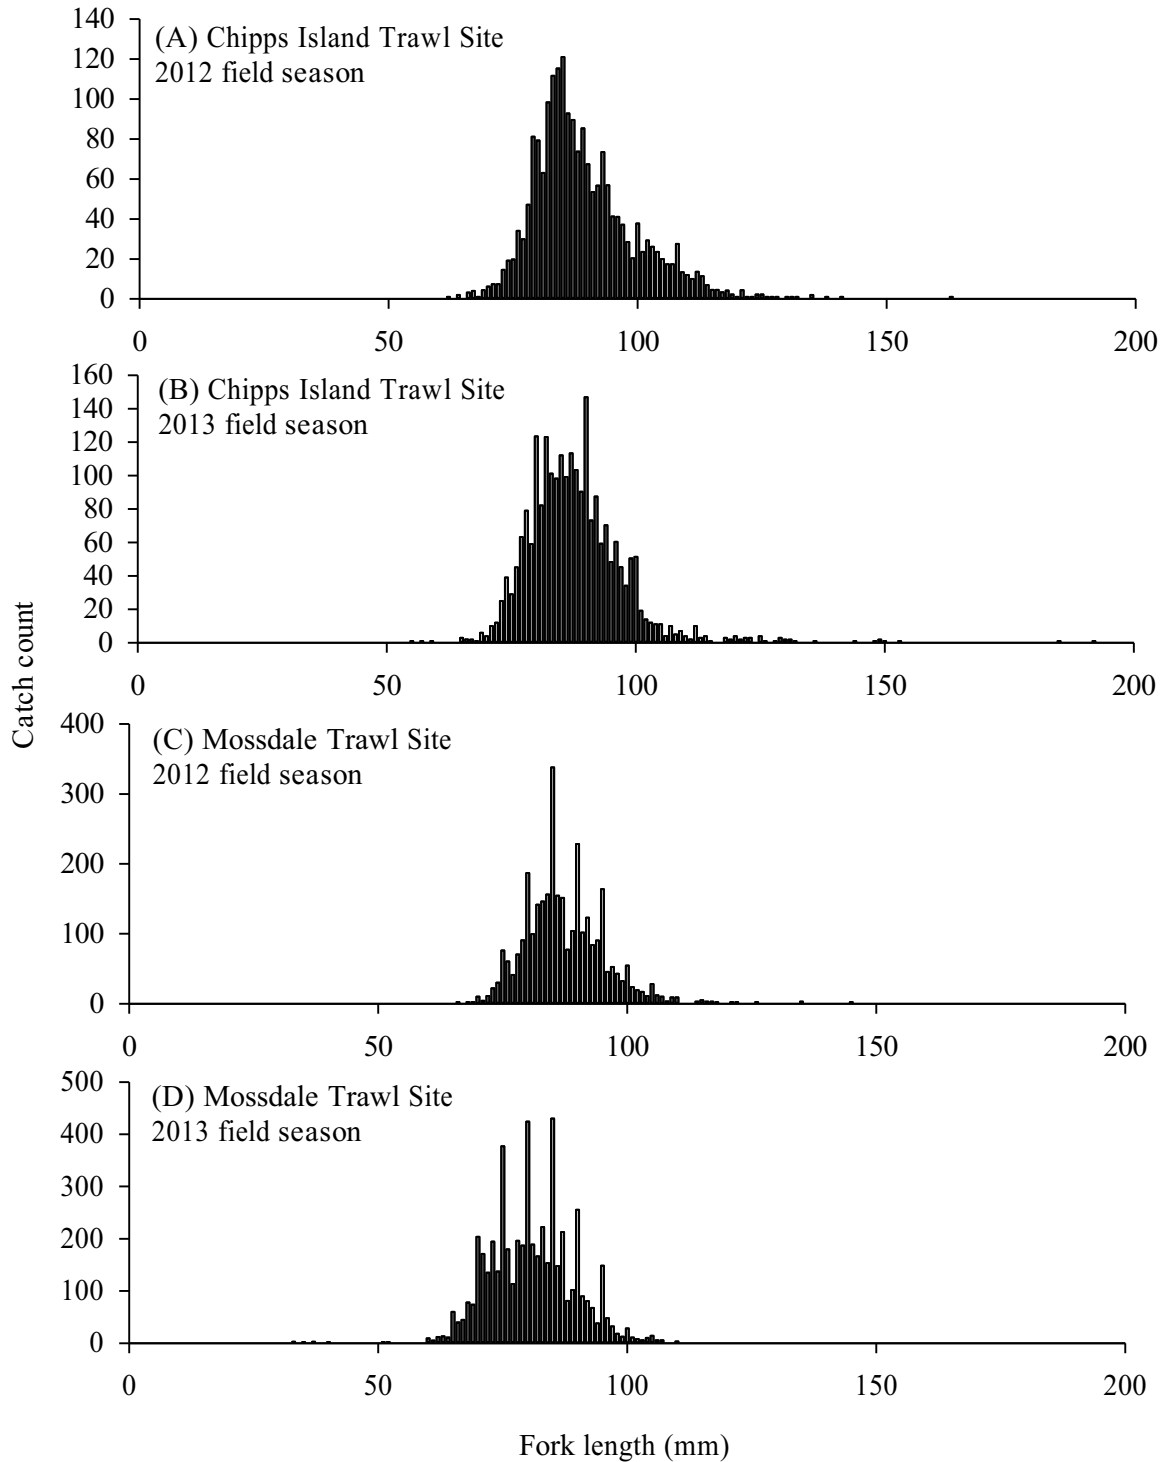 140
(A) Chipps Island Trawl Site
120
2012 field season
100
80
60
40
20
0
0 50 100 150 200
160
(B) Chipps Island Trawl Site
140
2013 field season
120
100
80
60
40
20
0
0 50 100 150 200
Catch count
400
(C) Mossdale Trawl Site
2012 field season
300
200
100
0
0 50 100 150 200
500
(D) Mossdale Trawl Site
2013 field season
400
300
200
100
0
0 50 100 150 200
Fork length (mm)